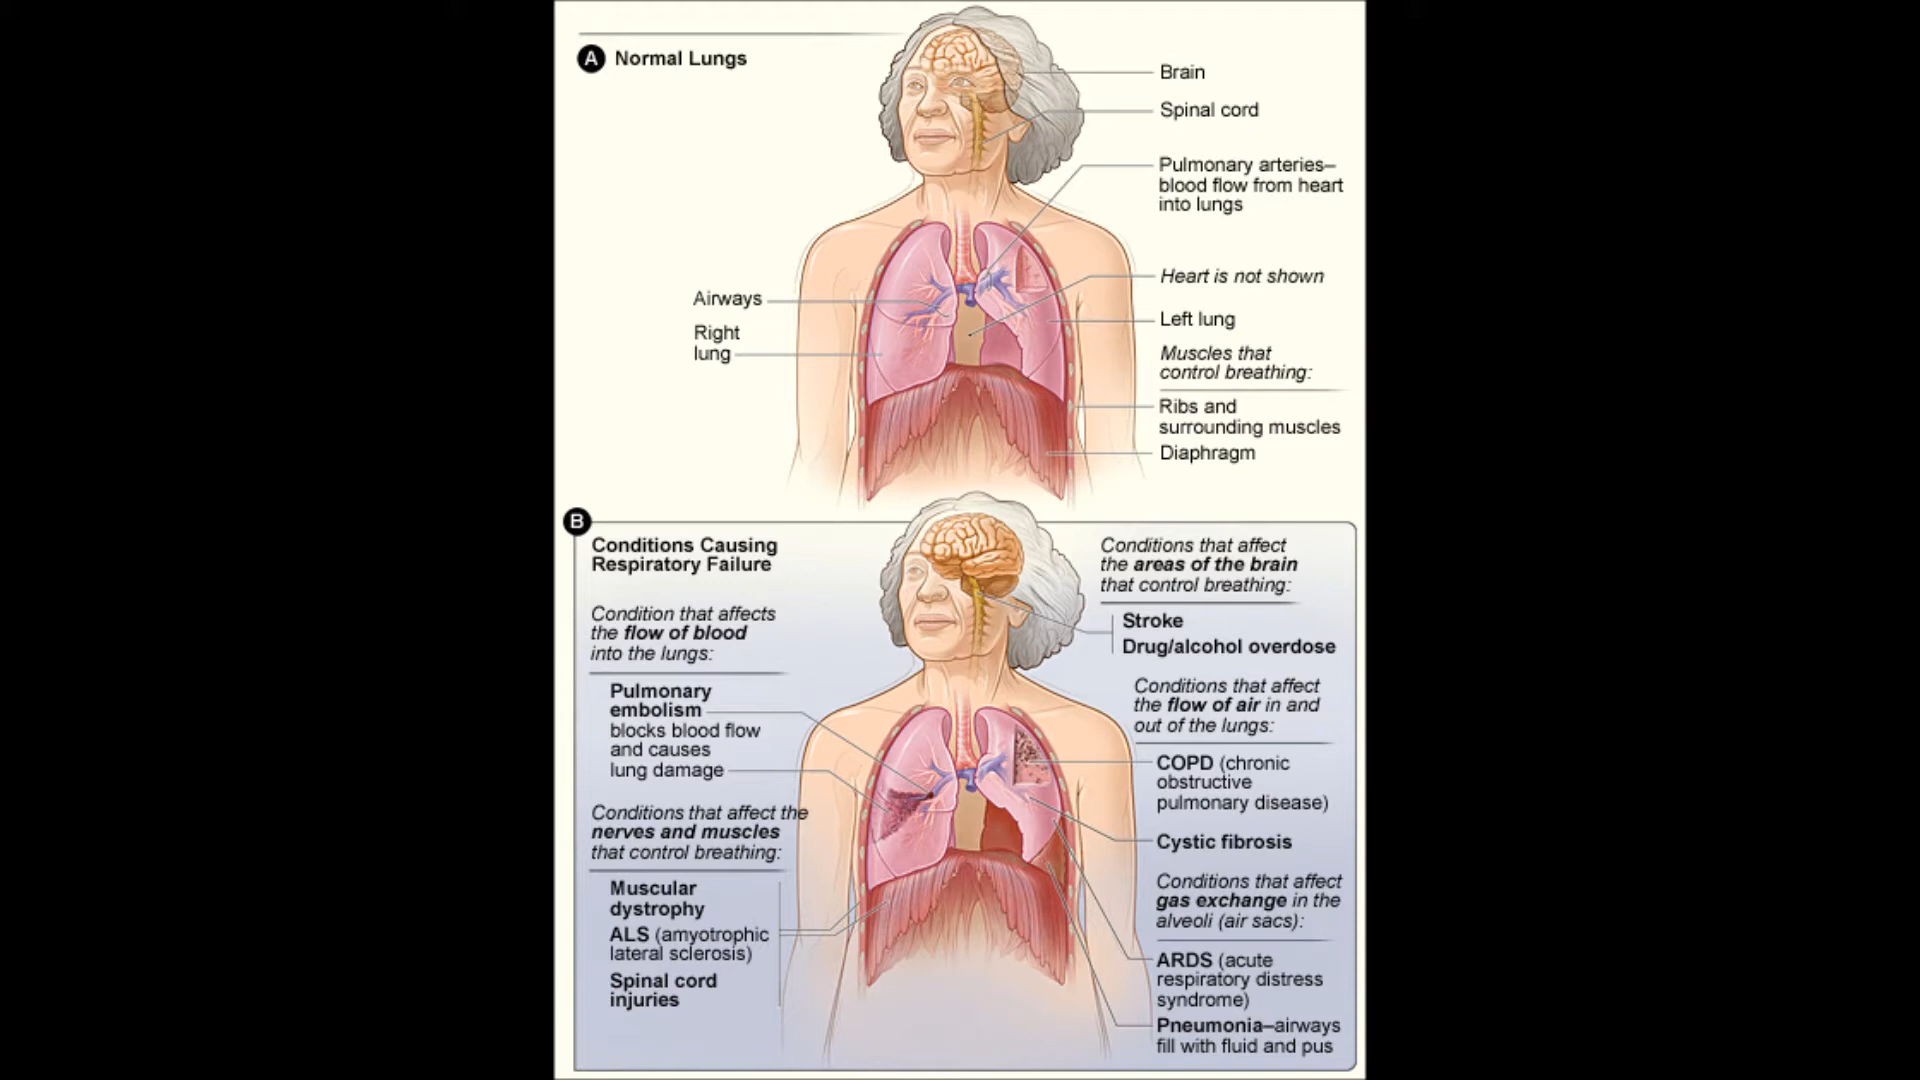 A Normal Lungs
Brain
Spinal cord
Pulmonary arteries–
blood flow from heart
into lungs
Heart is not shown
Airways
Left lung
Right
lung
Muscles that
control breathing:
Ribs and
surrounding muscles
Diaphragm
B
Conditions Causing
Respiratory Failure
Condition that affects
the flow of blood
into the lungs:
Pulmonary
embolism
blocks blood flow
and causes
lung damage
Conditions that affect the
nerves and muscles
that control breathing:
Muscular
dystrophy
ALS (amyotrophic
lateral sclerosis)
Spinal cord
injuries
Conditions that affect
the areas of the brain
that control breathing:
Stroke
Drug/alcohol overdose
Conditions that affect
the flow of air in and
out of the lungs:
COPD (chronic
obstructive
pulmonary disease)
Cystic fibrosis
Conditions that affect
gas exchange in the
alveoli (air sacs):
ARDS (acute
respiratory distress
syndrome)
Pneumonia–airways
fill with fluid and pus